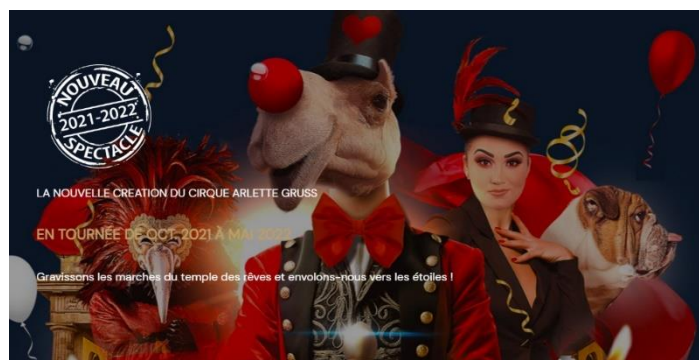 NOUVEAU
2021-2022
SPECTACLE
LA NOUVELLE CREATION DU CIRQUE ARLETTE GRUSS
EN TOURNÉE DE OCT. 2021 À MAI 2022
Gravissons les marches du temple des rêves et envolons-nous vers les étoiles !